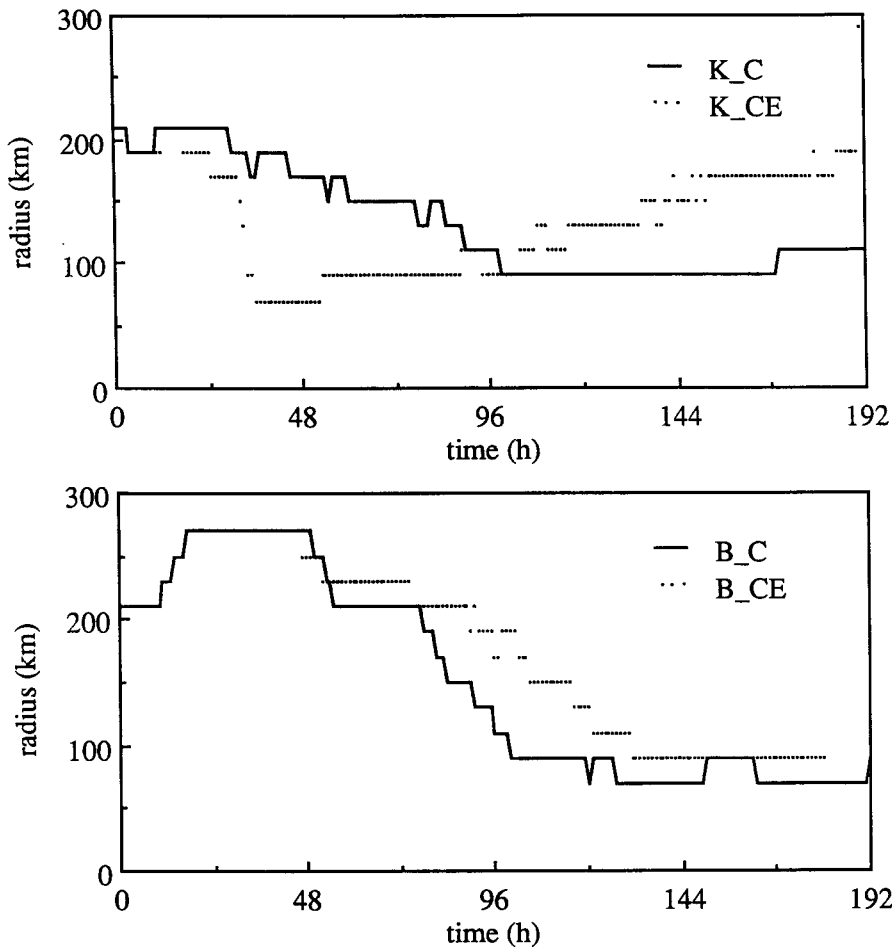 300
200
100
0
radius (km)
K_C
K_CE
0 48 96 144 192
time (h)
300
200
100
0
radius (km)
B_C
B_CE
0 48 96 144 192
time (h)